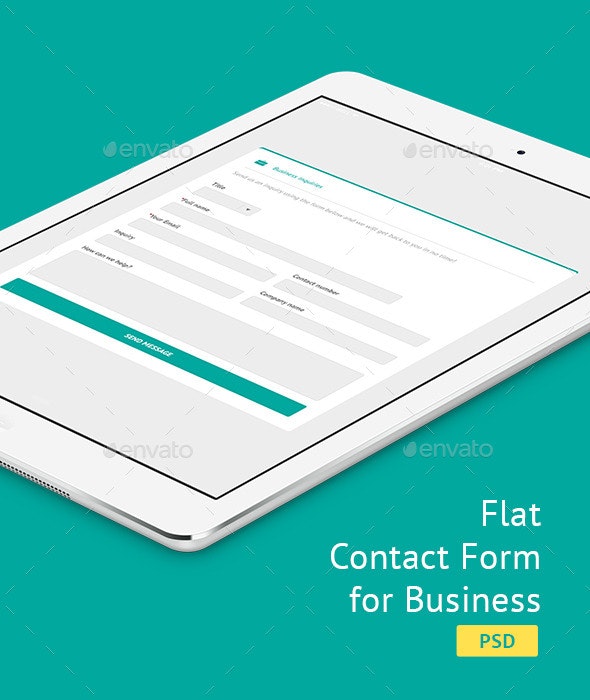 envato
envato
Business Inquiries
Send us an inquiry using the form below and we will get back to you in no time!
Title
*Full name
*Your Email
Contact number
Inquiry
Company name
How can we help?
SEND MESSAGE
envato
envato
Flat
Contact Form
for Business
PSD